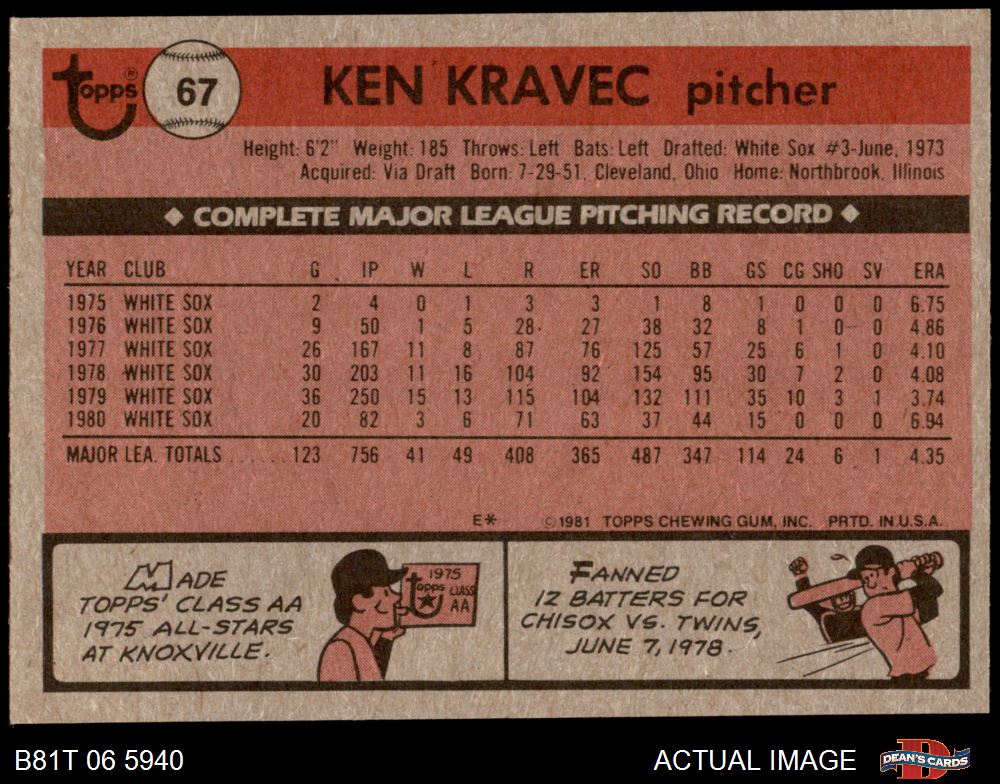 topps® 67 KEN KRAVEC pitcher
Height: 6'2" Weight: 185 Throws: Left Bats: Left Drafted: White Sox #3-June, 1973
Acquired: Via Draft Born: 7-29-51, Cleveland, Ohio Home: Northbrook, Illinois
◆ COMPLETE MAJOR LEAGUE PITCHING RECORD ◆
YEAR CLUB G IP W L R ER SO BB GS CG SHO SV ERA
1975 WHITE SOX 2 4 0 1 3 3 1 8 1 0 0 0 6.75
1976 WHITE SOX 9 50 1 5 28 27 38 32 8 1 0 0 4.86
1977 WHITE SOX 26 167 11 8 87 76 125 57 25 6 1 0 4.10
1978 WHITE SOX 30 203 11 16 104 92 154 95 30 7 2 0 4.08
1979 WHITE SOX 36 250 15 13 115 104 132 111 35 10 3 1 3.74
1980 WHITE SOX 20 82 3 6 71 63 37 44 15 0 0 0 6.94
MAJOR LEA. TOTALS ...... 123 756 41 49 408 365 487 347 114 24 6 1 4.35
E* ©1981 TOPPS CHEWING GUM, INC. PRTD. IN U.S.A.
MADE
TOPPS' CLASS AA
1975 ALL-STARS
AT KNOXVILLE.
1975
topps CLASS
AA
FANNED
12 BATTERS FOR
CHISOX VS. TWINS,
JUNE 7, 1978.
B81T 06 5940 ACTUAL IMAGE D DEAN'S CARDS